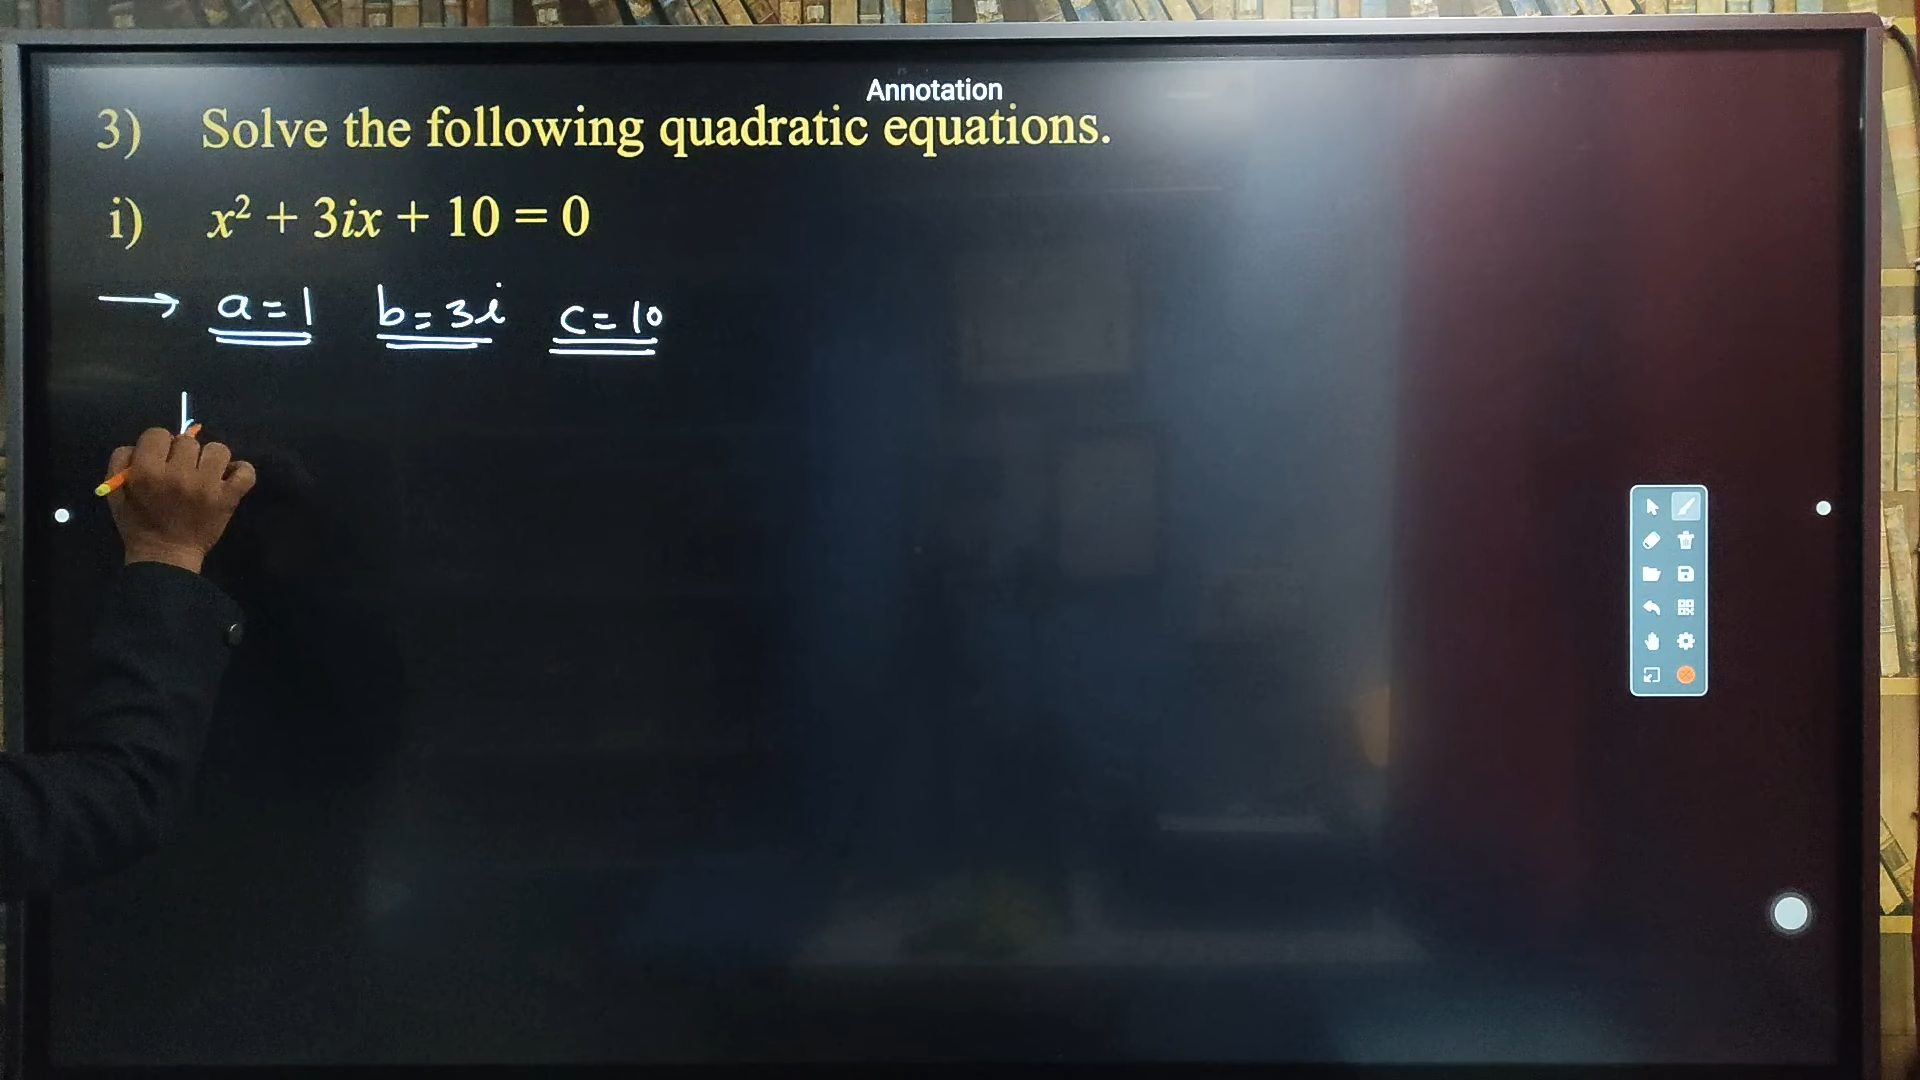 Annotation
3) Solve the following quadratic equations.
i) x² + 3ix + 10 = 0
→ a = 1 b = 3i c = 10
b